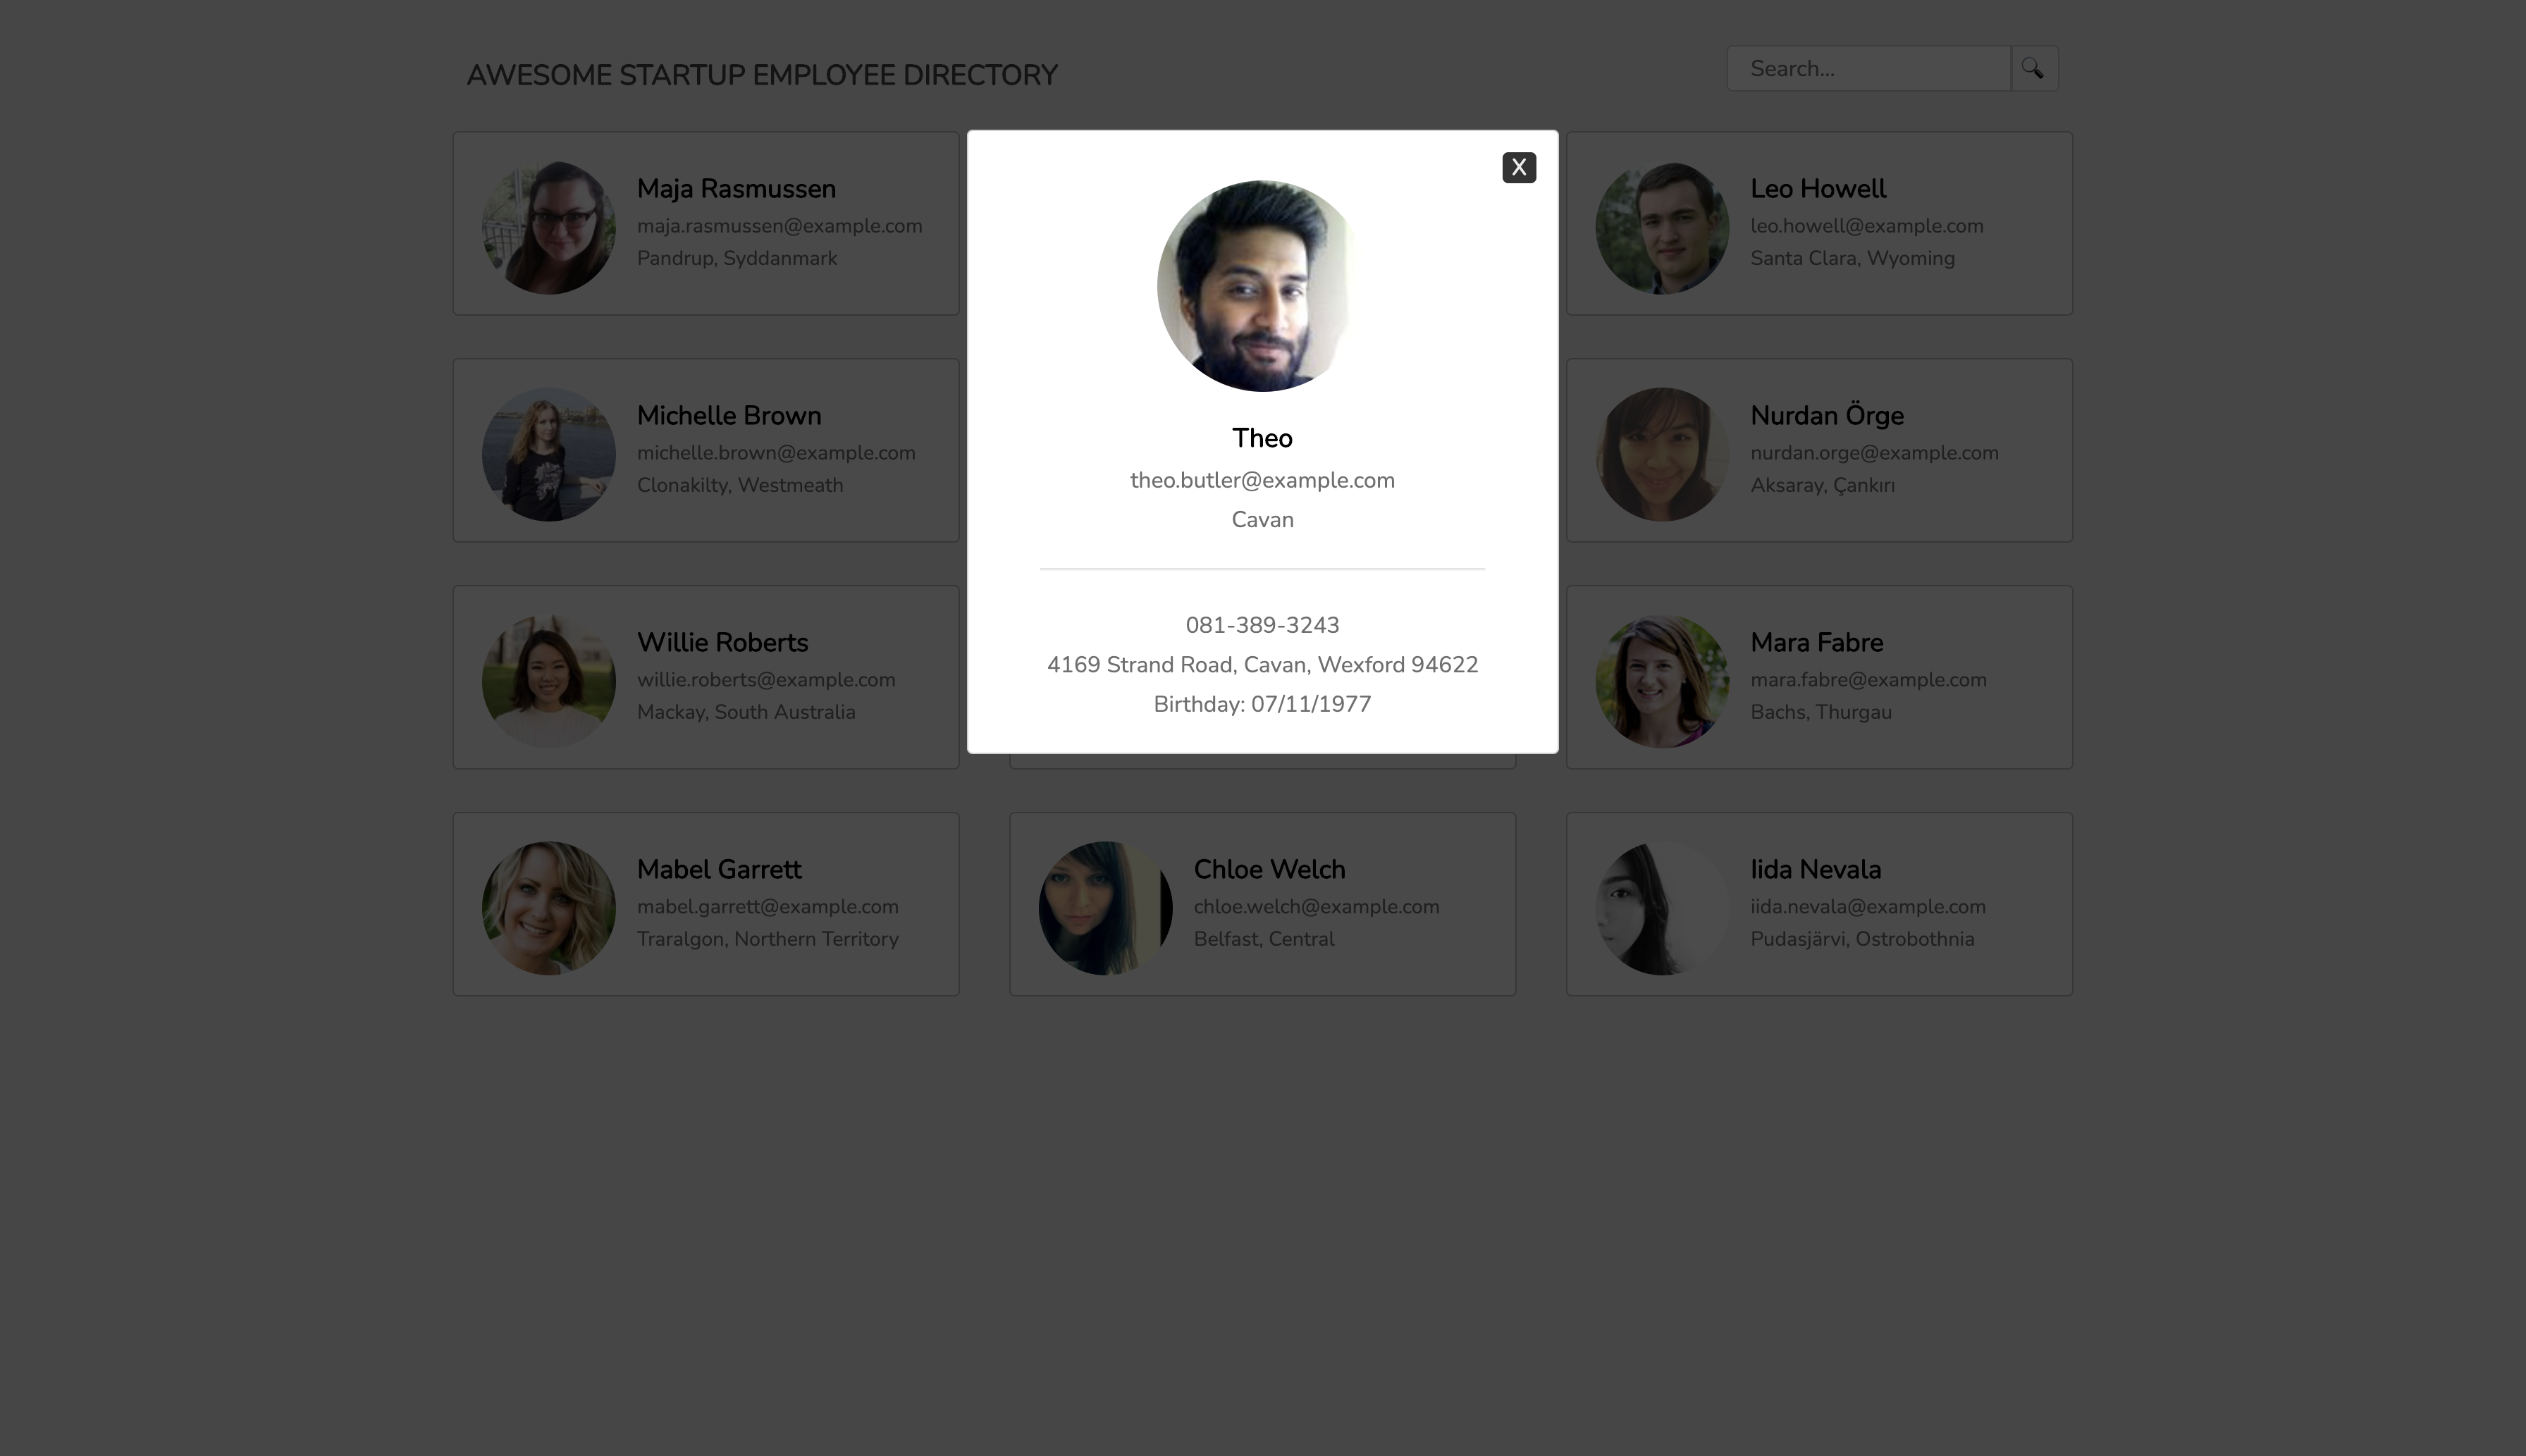 AWESOME STARTUP EMPLOYEE DIRECTORY
Search...
Maja Rasmussen
maja.rasmussen@example.com
Pandrup, Syddanmark
X
Theo
theo.butler@example.com
Cavan
081-389-3243
4169 Strand Road, Cavan, Wexford 94622
Birthday: 07/11/1977
Leo Howell
leo.howell@example.com
Santa Clara, Wyoming
Michelle Brown
michelle.brown@example.com
Clonakilty, Westmeath
Nurdan Örge
nurdan.orge@example.com
Aksaray, Çankırı
Willie Roberts
willie.roberts@example.com
Mackay, South Australia
Mara Fabre
mara.fabre@example.com
Bachs, Thurgau
Mabel Garrett
mabel.garrett@example.com
Traralgon, Northern Territory
Chloe Welch
chloe.welch@example.com
Belfast, Central
Iida Nevala
iida.nevala@example.com
Pudasjärvi, Ostrobothnia